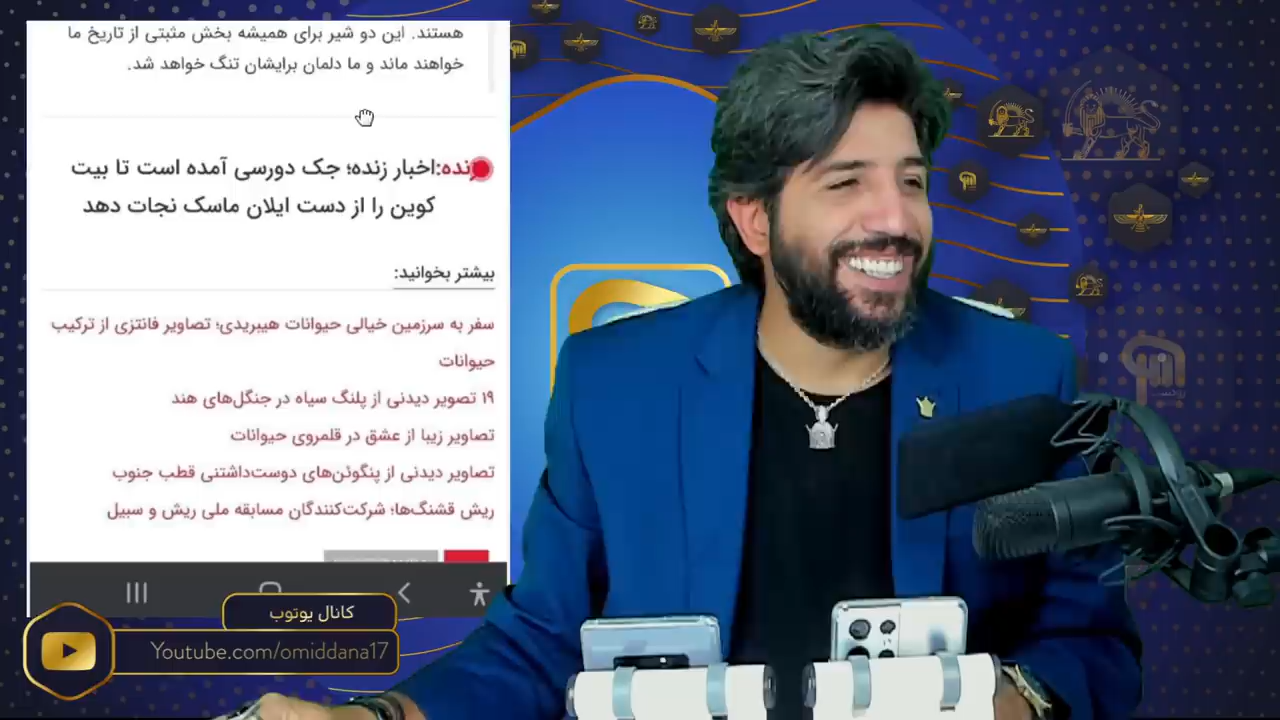 هستند. این دو شیر برای همیشه بخش مثبتی از تاریخ ما
خواهند ماند و ما دلمان برایشان تنگ خواهد شد.
زنده:اخبار زنده؛ جک دورسی آمده است تا بیت
کوین را از دست ایلان ماسک نجات دهد
بیشتر بخوانید:
سفر به سرزمین خیالی حیوانات هیبریدی؛ تصاویر فانتزی از ترکیب
حیوانات
۱۹ تصویر دیدنی از پلنگ سیاه در جنگل‌های هند
تصاویر زیبا از عشق در قلمروی حیوانات
تصاویر دیدنی از پنگوئن‌های دوست‌داشتنی قطب جنوب
ریش قشنگ‌ها؛ شرکت‌کنندگان مسابقه ملی ریش و سبیل
کانال یوتوب
Youtube.com/omiddana17